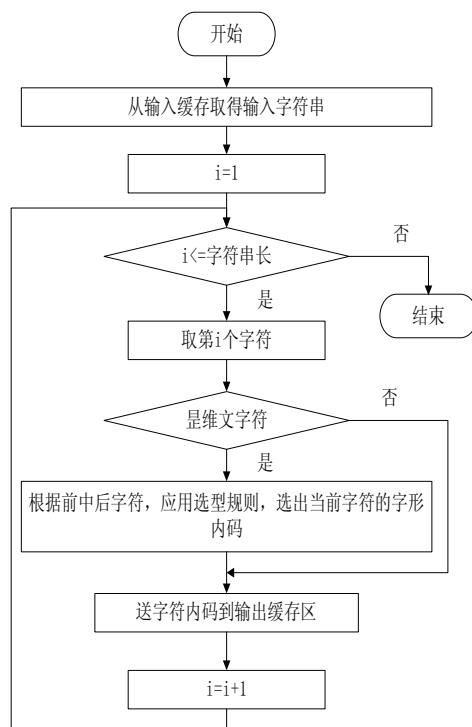 开始
从输入缓存取得输入字符串
i=1
i<=字符串长
否
是
结束
取第i个字符
是维文字符
否
是
根据前中后字符，应用选型规则，选出当前字符的字形
内码
送字符内码到输出缓存区
i=i+1